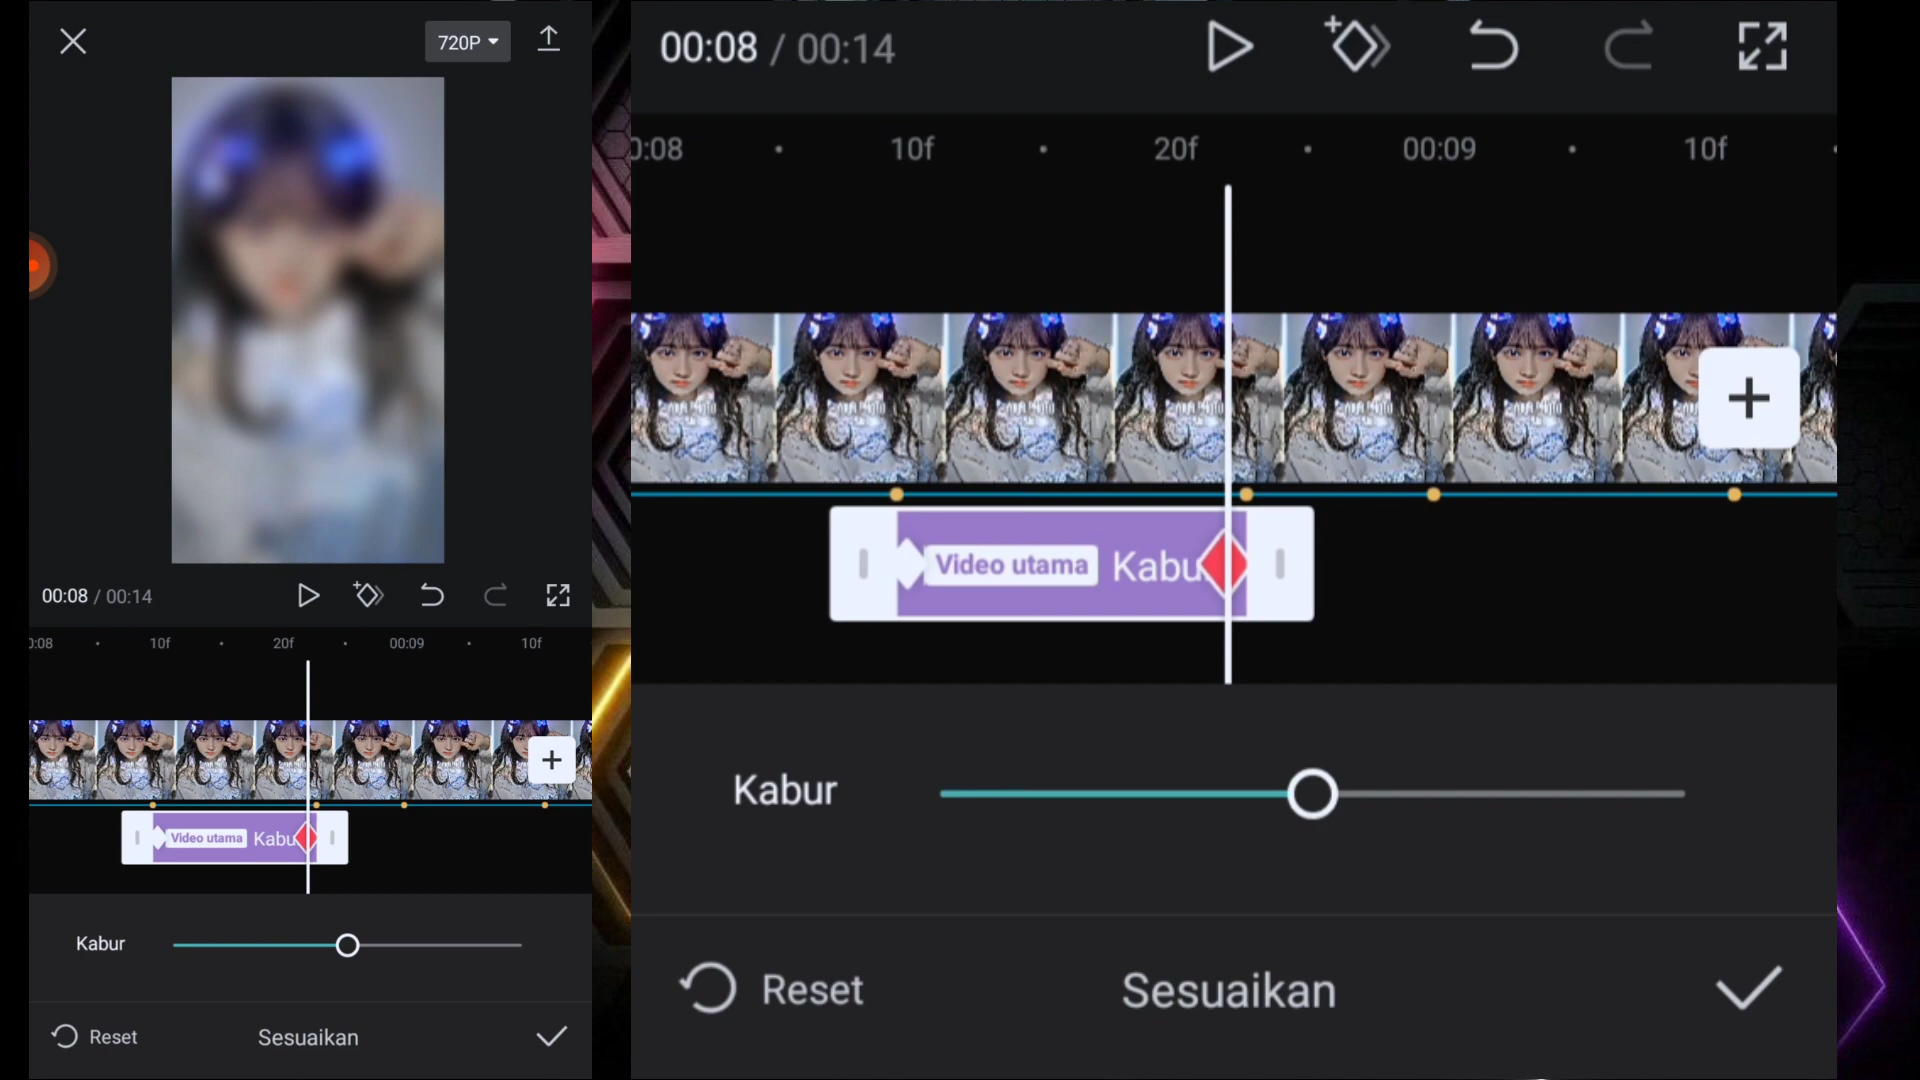 720P
00:08 / 00:14
0:08 10f 20f 00:09 10f
Video utama Kabu
Kabur
Reset Sesuaikan
00:08 / 00:14
0:08 10f 20f 00:09 10f
Video utama Kabu
Kabur
Reset Sesuaikan